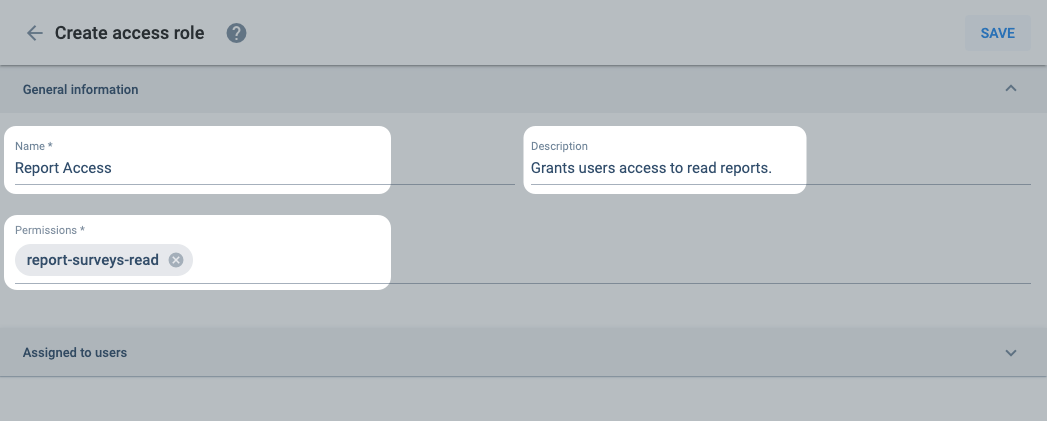 Create access role ?
SAVE
General information
Name *
Report Access
Description
Grants users access to read reports.
Permissions *
report-surveys-read
Assigned to users